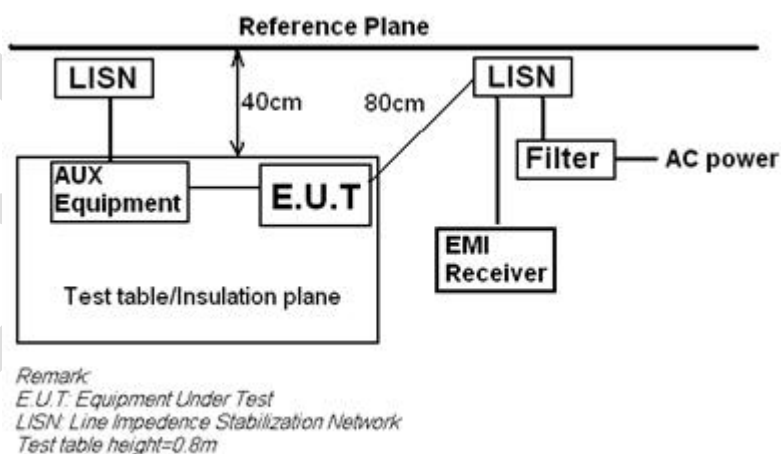 Reference Plane
LISN
40cm
80cm
LISN
Filter
AC power
AUX
Equipment
E.U.T
EMI
Receiver
Test table/Insulation plane
Remark:
E.U.T: Equipment Under Test
LISN: Line Impedence Stabilization Network
Test table height=0.8m